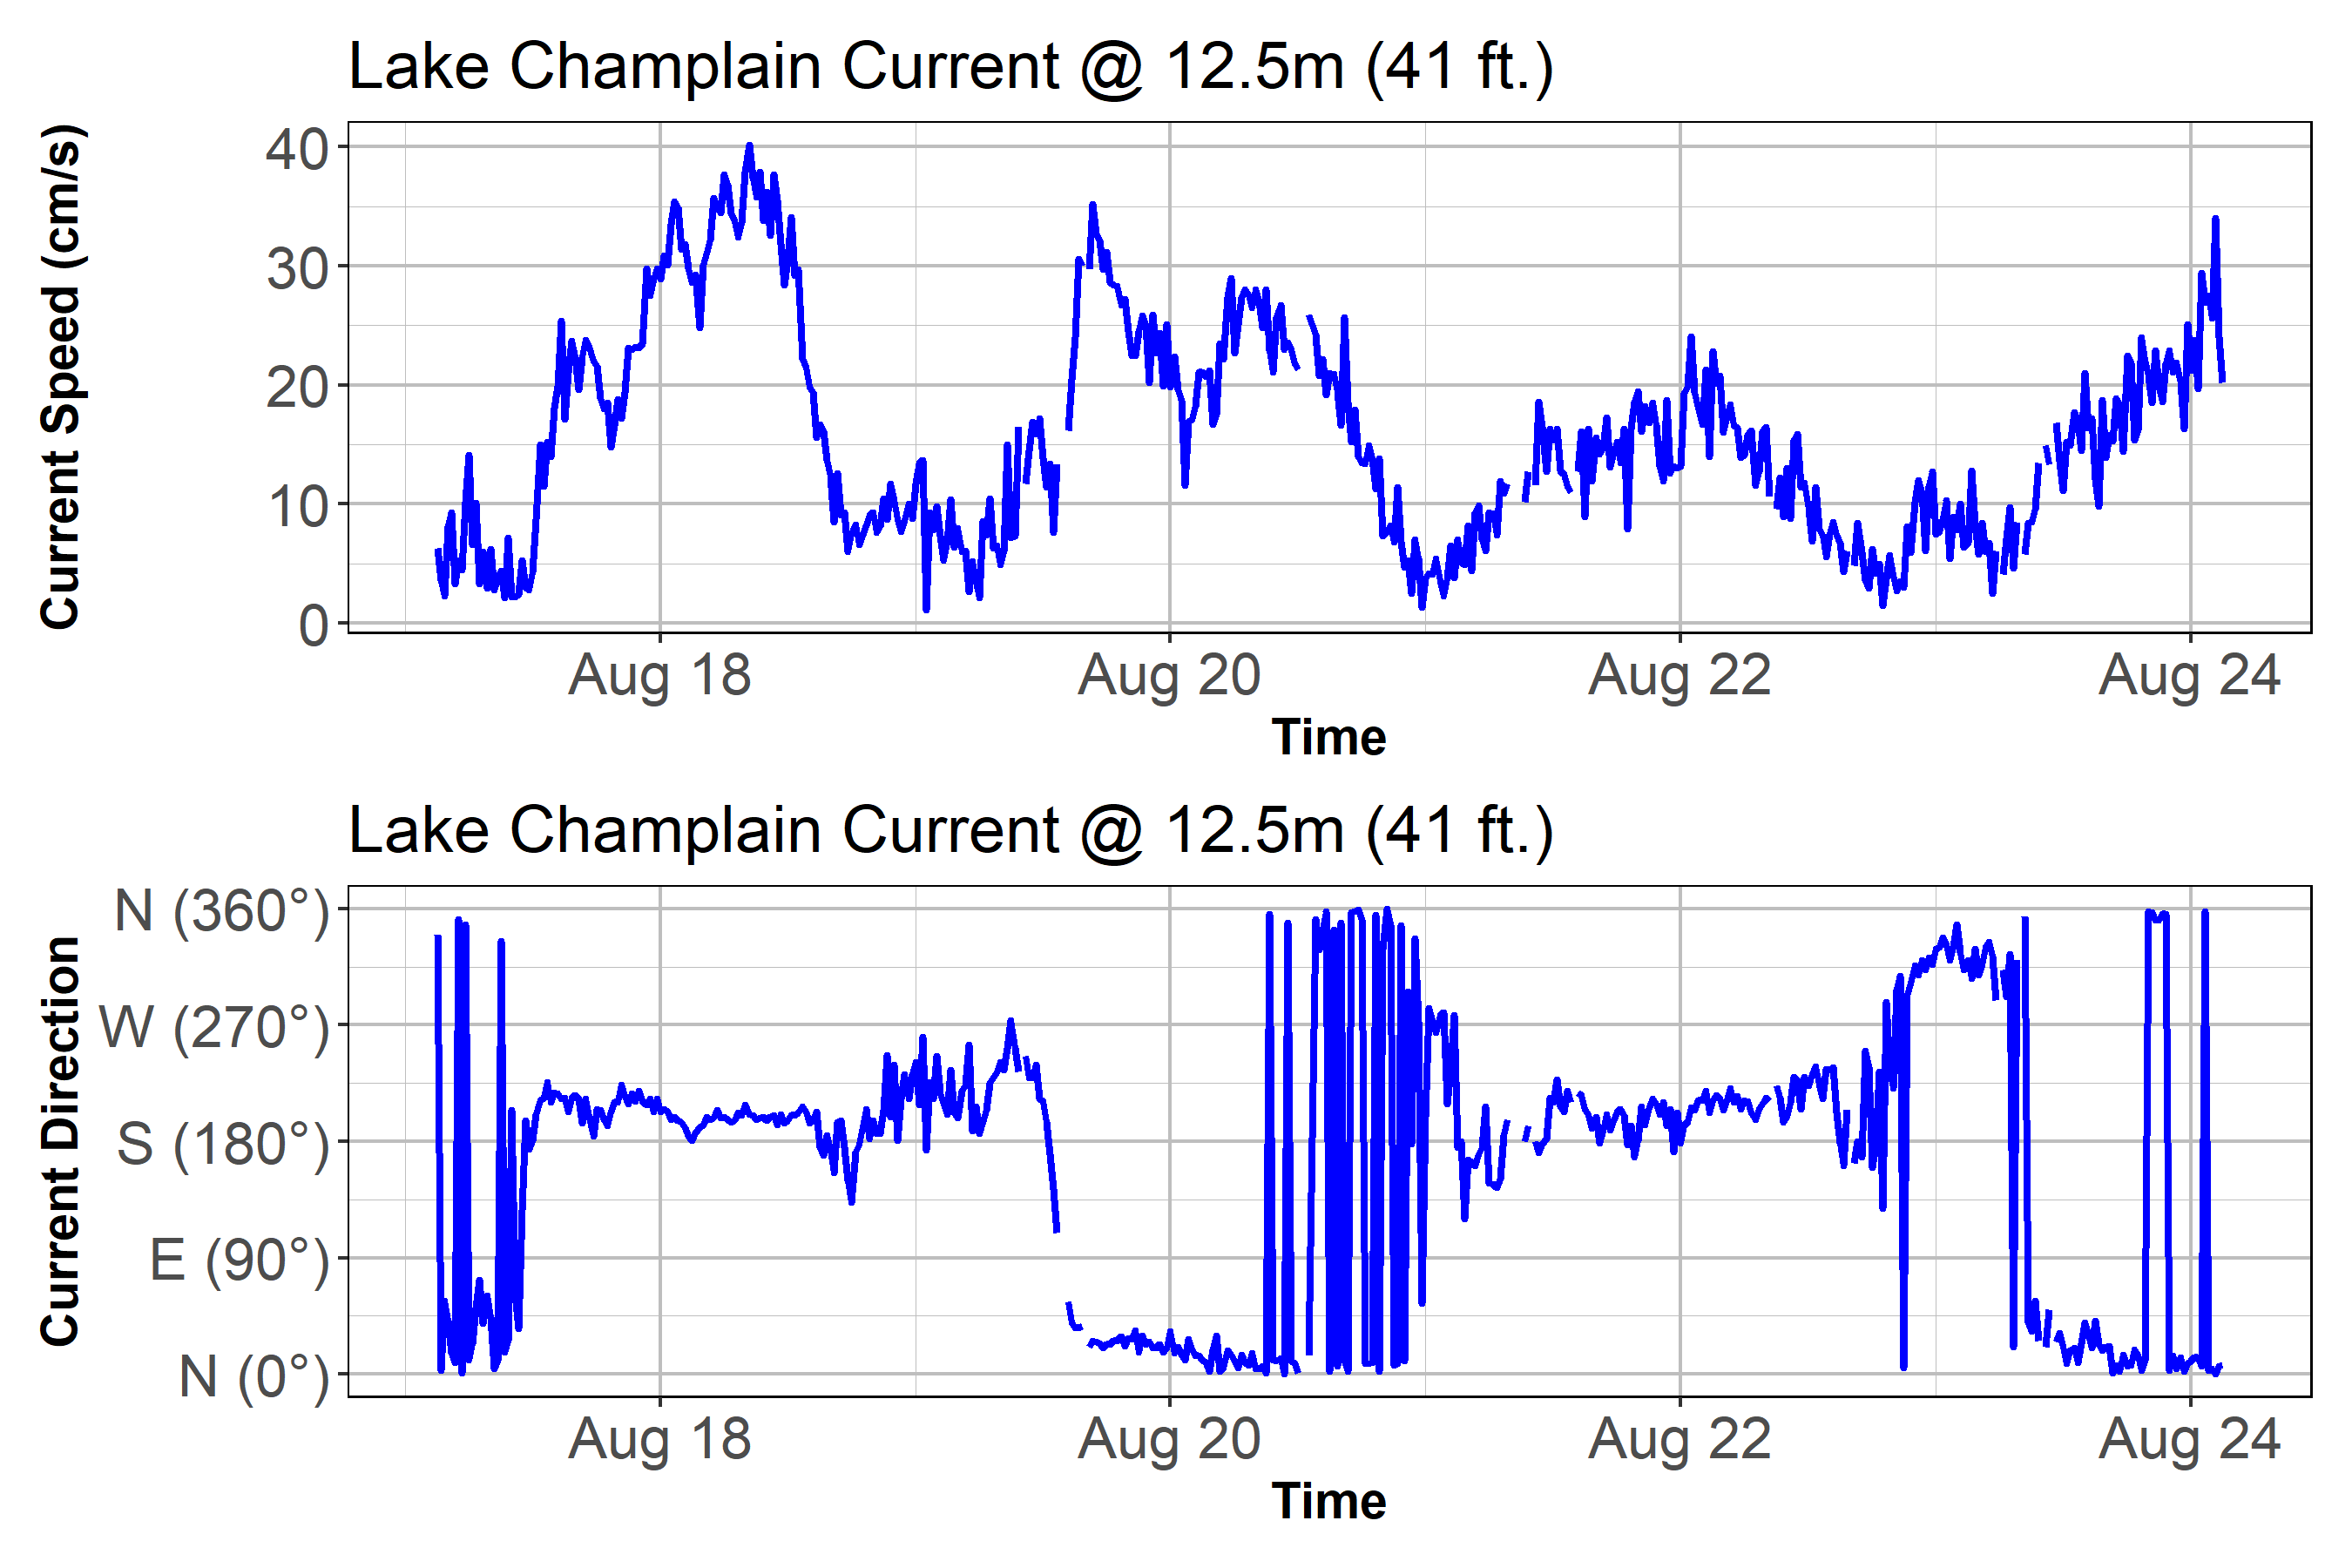 Lake Champlain Current @ 12.5m (41 ft.)
Current Speed (cm/s)
40
30
20
10
0
Aug 18 Aug 20 Aug 22 Aug 24
Time
Lake Champlain Current @ 12.5m (41 ft.)
Current Direction
N (360°)
W (270°)
S (180°)
E (90°)
N (0°)
Aug 18 Aug 20 Aug 22 Aug 24
Time